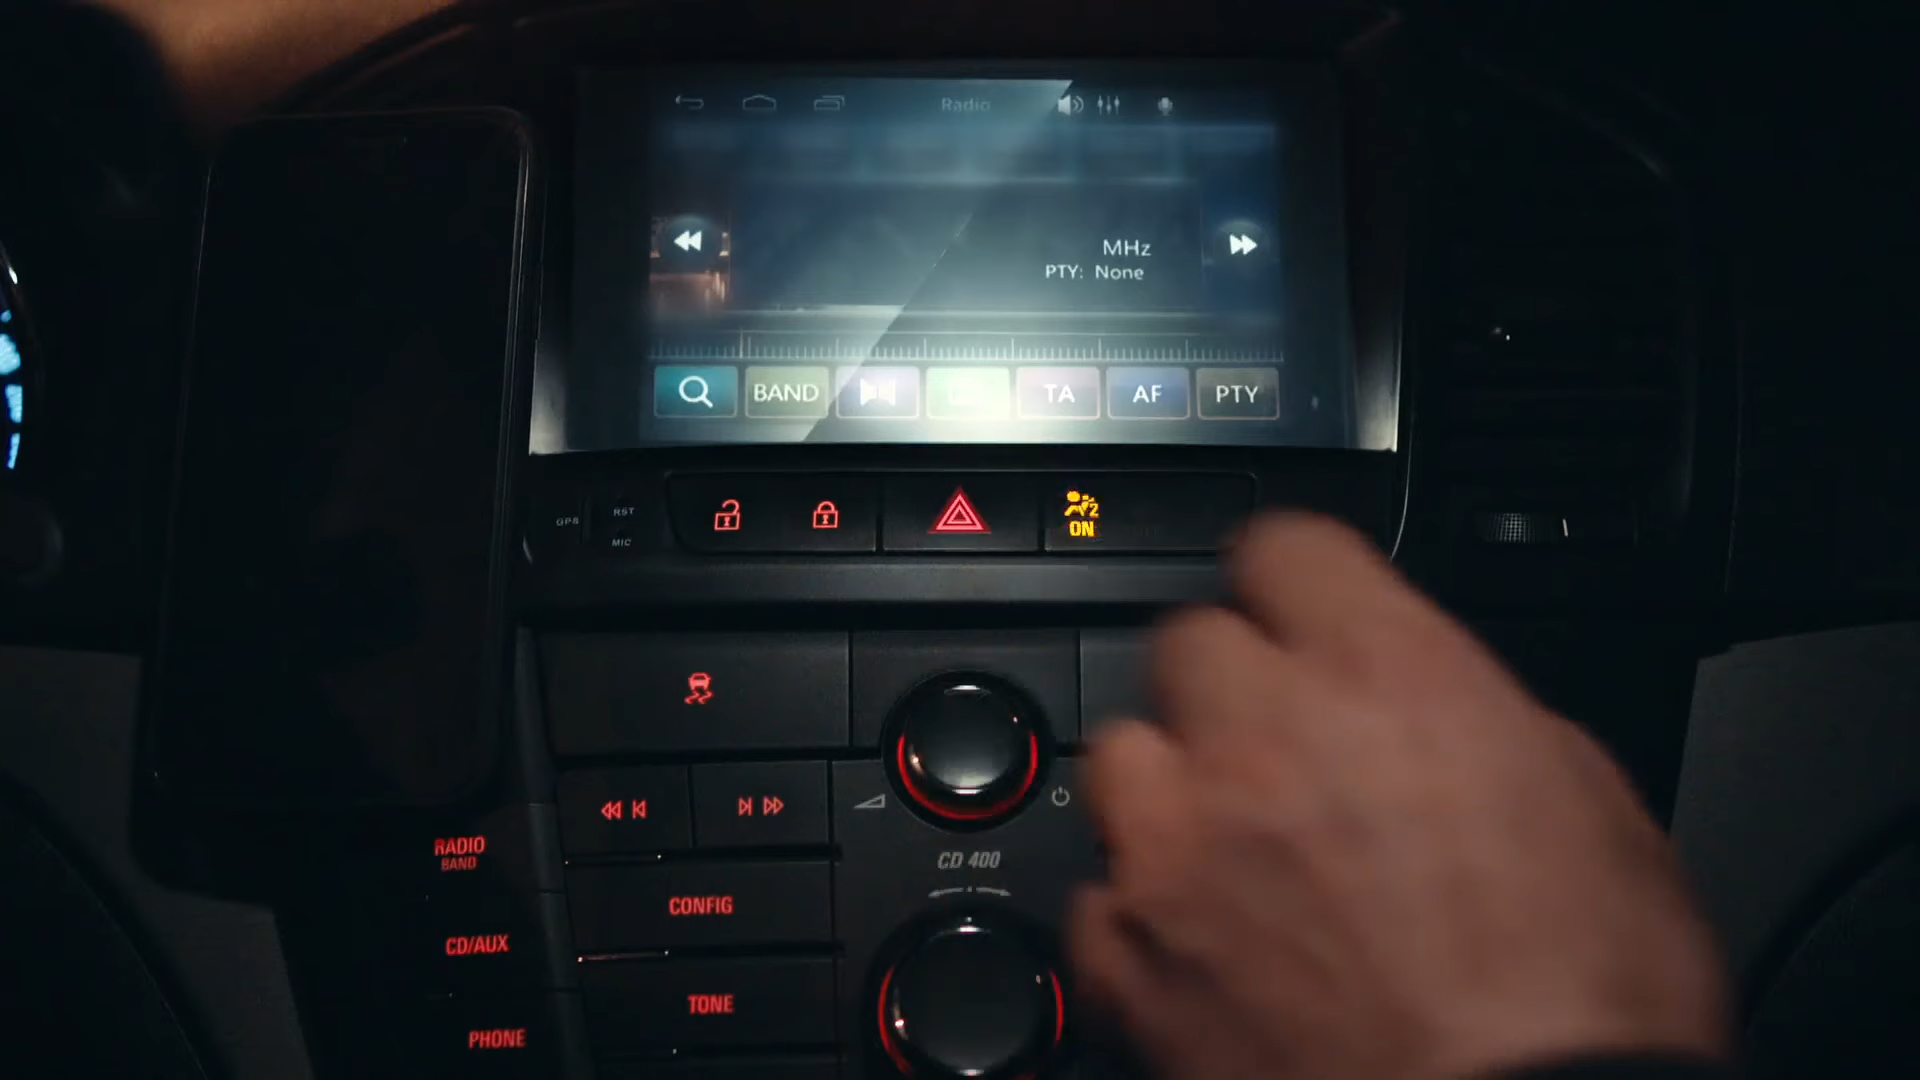 Radio
MHz
PTY: None
BAND
TA
AF
PTY
GPS
RST
MIC
2
ON
RADIO
BAND
CD 400
CONFIG
CD/AUX
TONE
PHONE